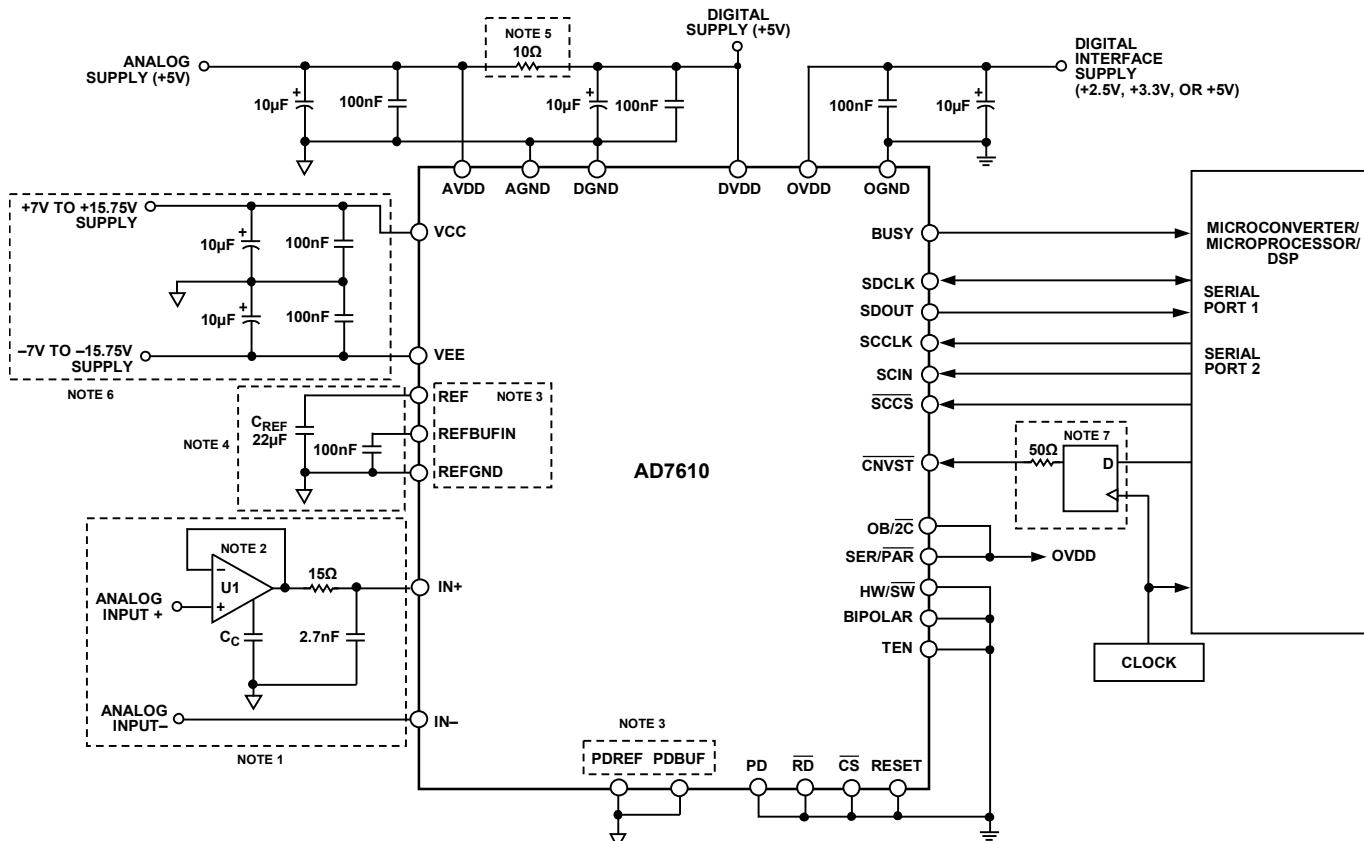 ANALOG
SUPPLY (+5V)
NOTE 5
10Ω
DIGITAL
SUPPLY (+5V)
DIGITAL
INTERFACE
SUPPLY
(+2.5V, +3.3V, OR +5V)
10µF
+
100nF
10µF
+
100nF
100nF
10µF
+
AVDD
AGND
DGND
DVDD
OVDD
OGND
+7V TO +15.75V
SUPPLY
10µF
+
100nF
10µF
+
100nF
–7V TO –15.75V
SUPPLY
NOTE 6
VCC
VEE
NOTE 4
CREF
22µF
100nF
REF
REFBUFIN
REFGND
NOTE 3
AD7610
NOTE 2
–
U1
+
ANALOG
INPUT +
CC
15Ω
2.7nF
ANALOG
INPUT–
NOTE 1
IN+
IN–
NOTE 3
PDREF
PDBUF
PD
RD
CS
RESET
BUSY
SDCLK
SDOUT
SCCLK
SCIN
SCCS
CNVST
OB/2C
SER/PAR
HW/SW
BIPOLAR
TEN
OVDD
NOTE 7
50Ω
D
CLOCK
MICROCONVERTER/
MICROPROCESSOR/
DSP
SERIAL
PORT 1
SERIAL
PORT 2